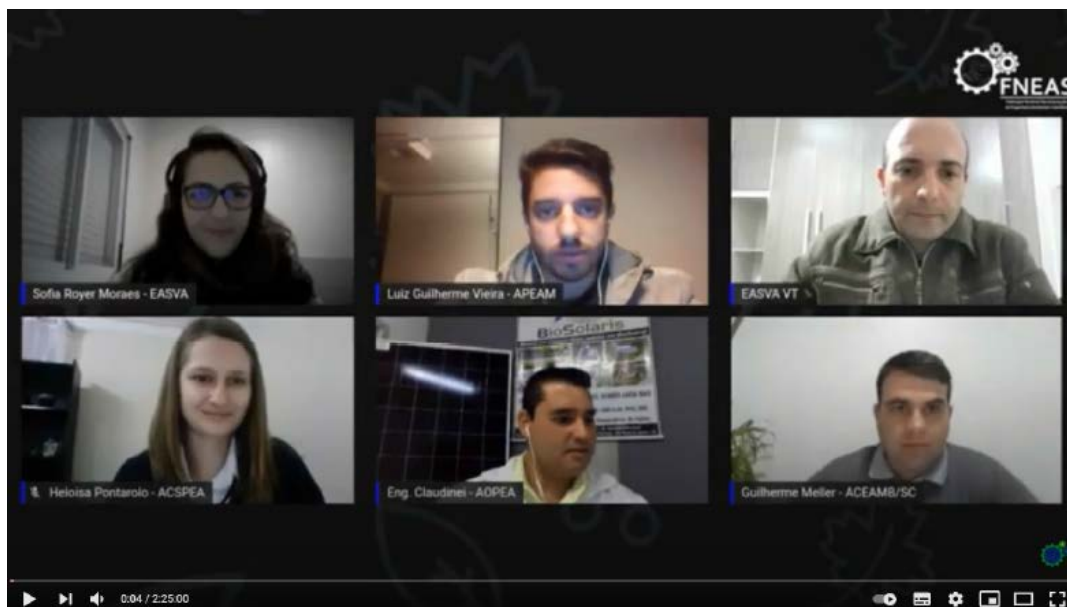 FNEAS
Sofia Royer Moraes - EASVA
Luiz Guilherme Vieira - APEAM
EASVA VT
BioSolaris
Heloisa Pontarolo - ACSPEA
Eng. Claudinei - AOPEA
Guilherme Meller - ACEAMB/SC
0:04 / 2:25:00